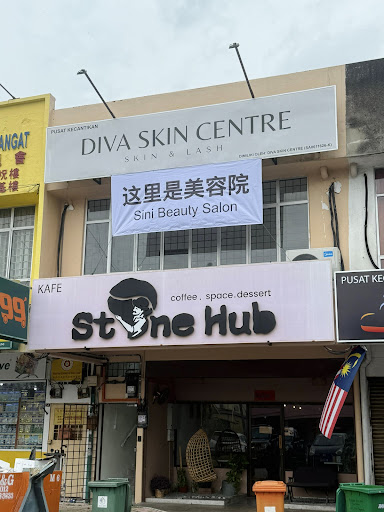 ANGAT
PUSAT KECANTIKAN
DIVA SKIN CENTRE
SKIN & LASH
这里是美容院
Sini Beauty Salon
KAFE
coffee . space . dessert
Stone Hub
99
PUSAT KEC